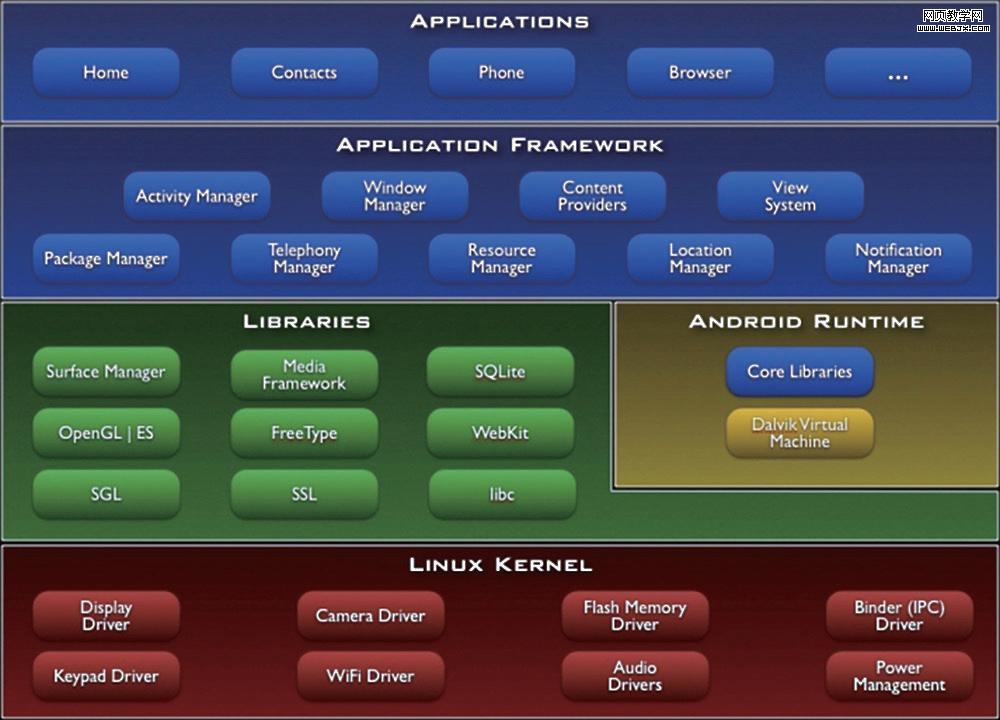 APPLICATIONS
网页教学网
www.webjx.com
Home
Contacts
Phone
Browser
...
APPLICATION FRAMEWORK
Activity Manager
Window
Manager
Content
Providers
View
System
Package Manager
Telephony
Manager
Resource
Manager
Location
Manager
Notification
Manager
LIBRARIES
Surface Manager
Media
Framework
SQLite
OpenGL | ES
FreeType
WebKit
SGL
SSL
libc
ANDROID RUNTIME
Core Libraries
Dalvik Virtual
Machine
LINUX KERNEL
Display
Driver
Camera Driver
Flash Memory
Driver
Binder (IPC)
Driver
Keypad Driver
WiFi Driver
Audio
Drivers
Power
Management